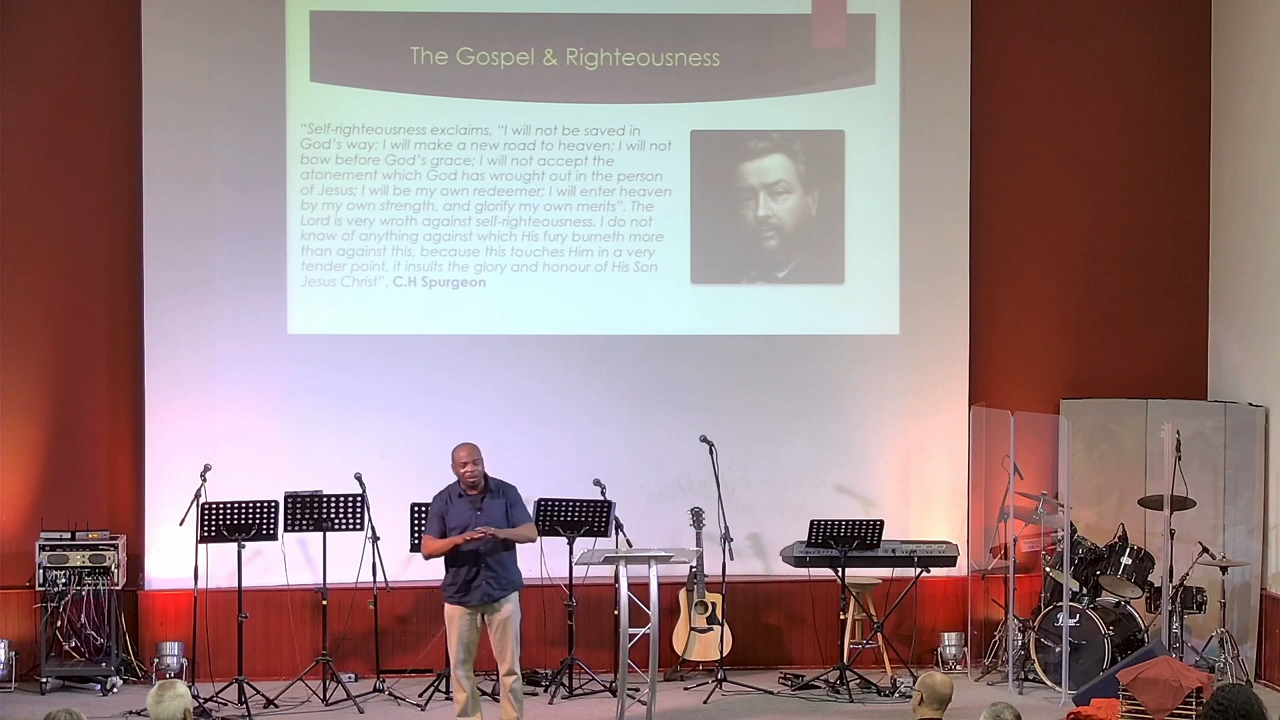 The Gospel & Righteousness
“Self-righteousness exclaims, “I will not be saved in
God’s way; I will make a new road to heaven; I will not
bow before God’s grace; I will not accept the
atonement which God has wrought out in the person
of Jesus; I will be my own redeemer; I will enter heaven
by my own strength, and glorify my own merits”. The
Lord is very wroth against self-righteousness. I do not
know of anything against which His fury burneth more
than against this, because this touches Him in a very
tender point, it insults the glory and honour of His Son
Jesus Christ”. C.H Spurgeon
Pearl